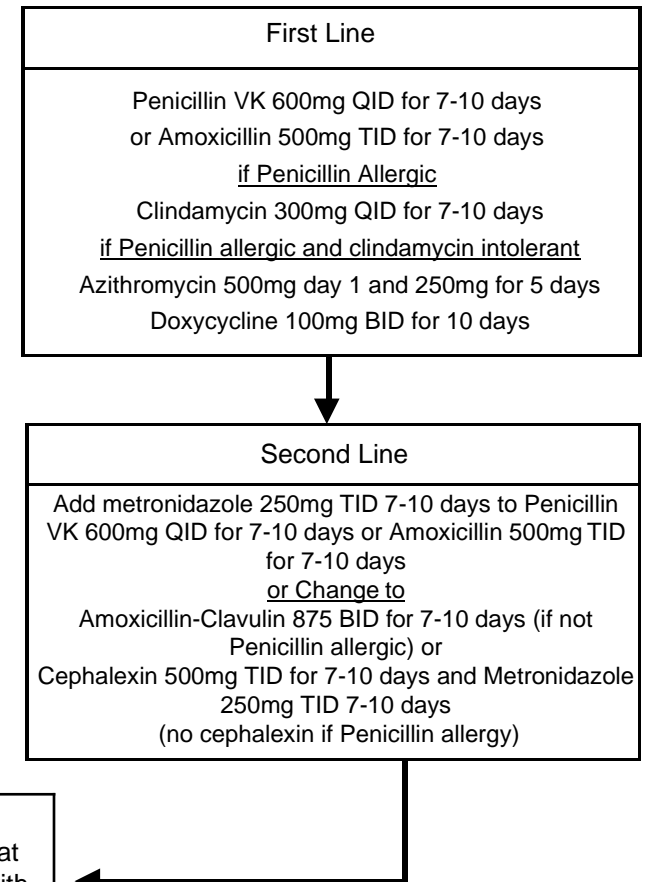 First Line
Penicillin VK 600mg QID for 7-10 days
or Amoxicillin 500mg TID for 7-10 days
if Penicillin Allergic
Clindamycin 300mg QID for 7-10 days
if Penicillin allergic and clindamycin intolerant
Azithromycin 500mg day 1 and 250mg for 5 days
Doxycycline 100mg BID for 10 days
Second Line
Add metronidazole 250mg TID 7-10 days to Penicillin
VK 600mg QID for 7-10 days or Amoxicillin 500mg TID
for 7-10 days
or Change to
Amoxicillin-Clavulin 875 BID for 7-10 days (if not
Penicillin allergic) or
Cephalexin 500mg TID for 7-10 days and Metronidazole
250mg TID 7-10 days
(no cephalexin if Penicillin allergy)